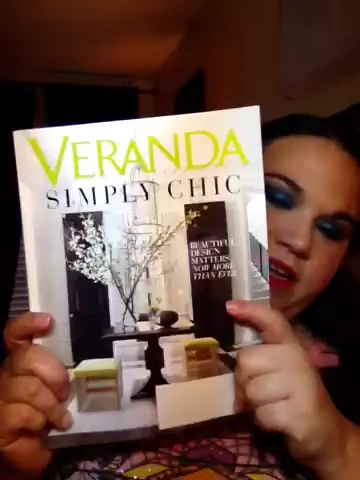 VERANDA
SIMPLY CHIC
BEAUTIFUL
DESIGN
MATTERS
NOW MORE
THAN EVER